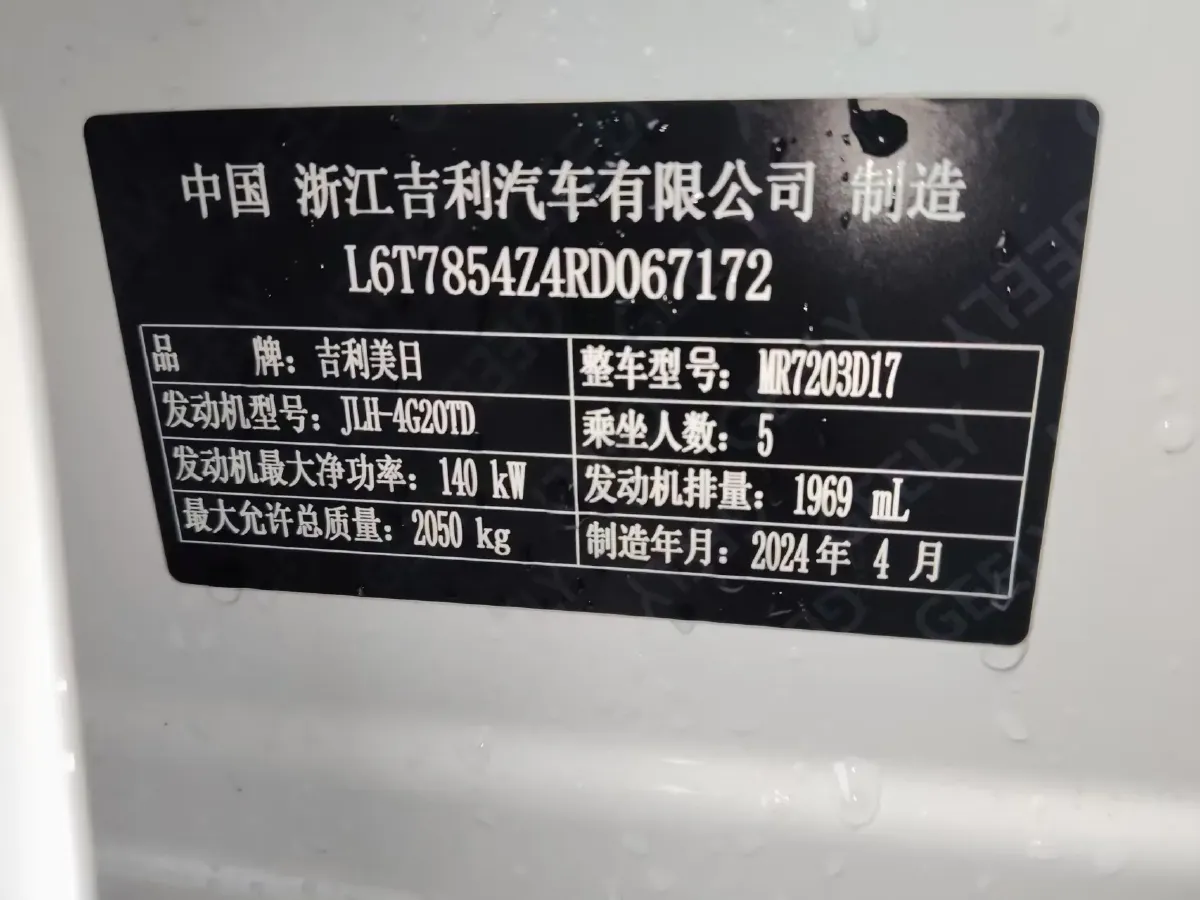 中国 浙江吉利汽车有限公司 制造
L6T7854Z4RD067172
品 牌：吉利美日 整车型号：MR7203D17
发动机型号：JLH-4G20TD 乘坐人数：5
发动机最大净功率：140 kW 发动机排量：1969 mL
最大允许总质量：2050 kg 制造年月：2024年 4 月
GEELY